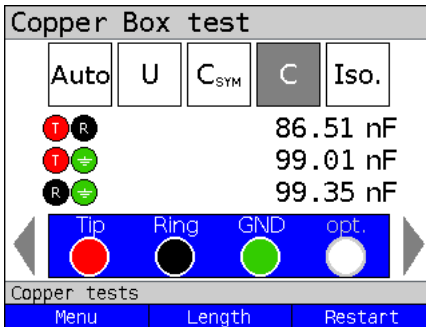 Copper Box test
Auto U CSYM C Iso.
T R 86.51 nF
T 99.01 nF
R 99.35 nF
Tip Ring GND opt.
Copper tests
Menu Length Restart